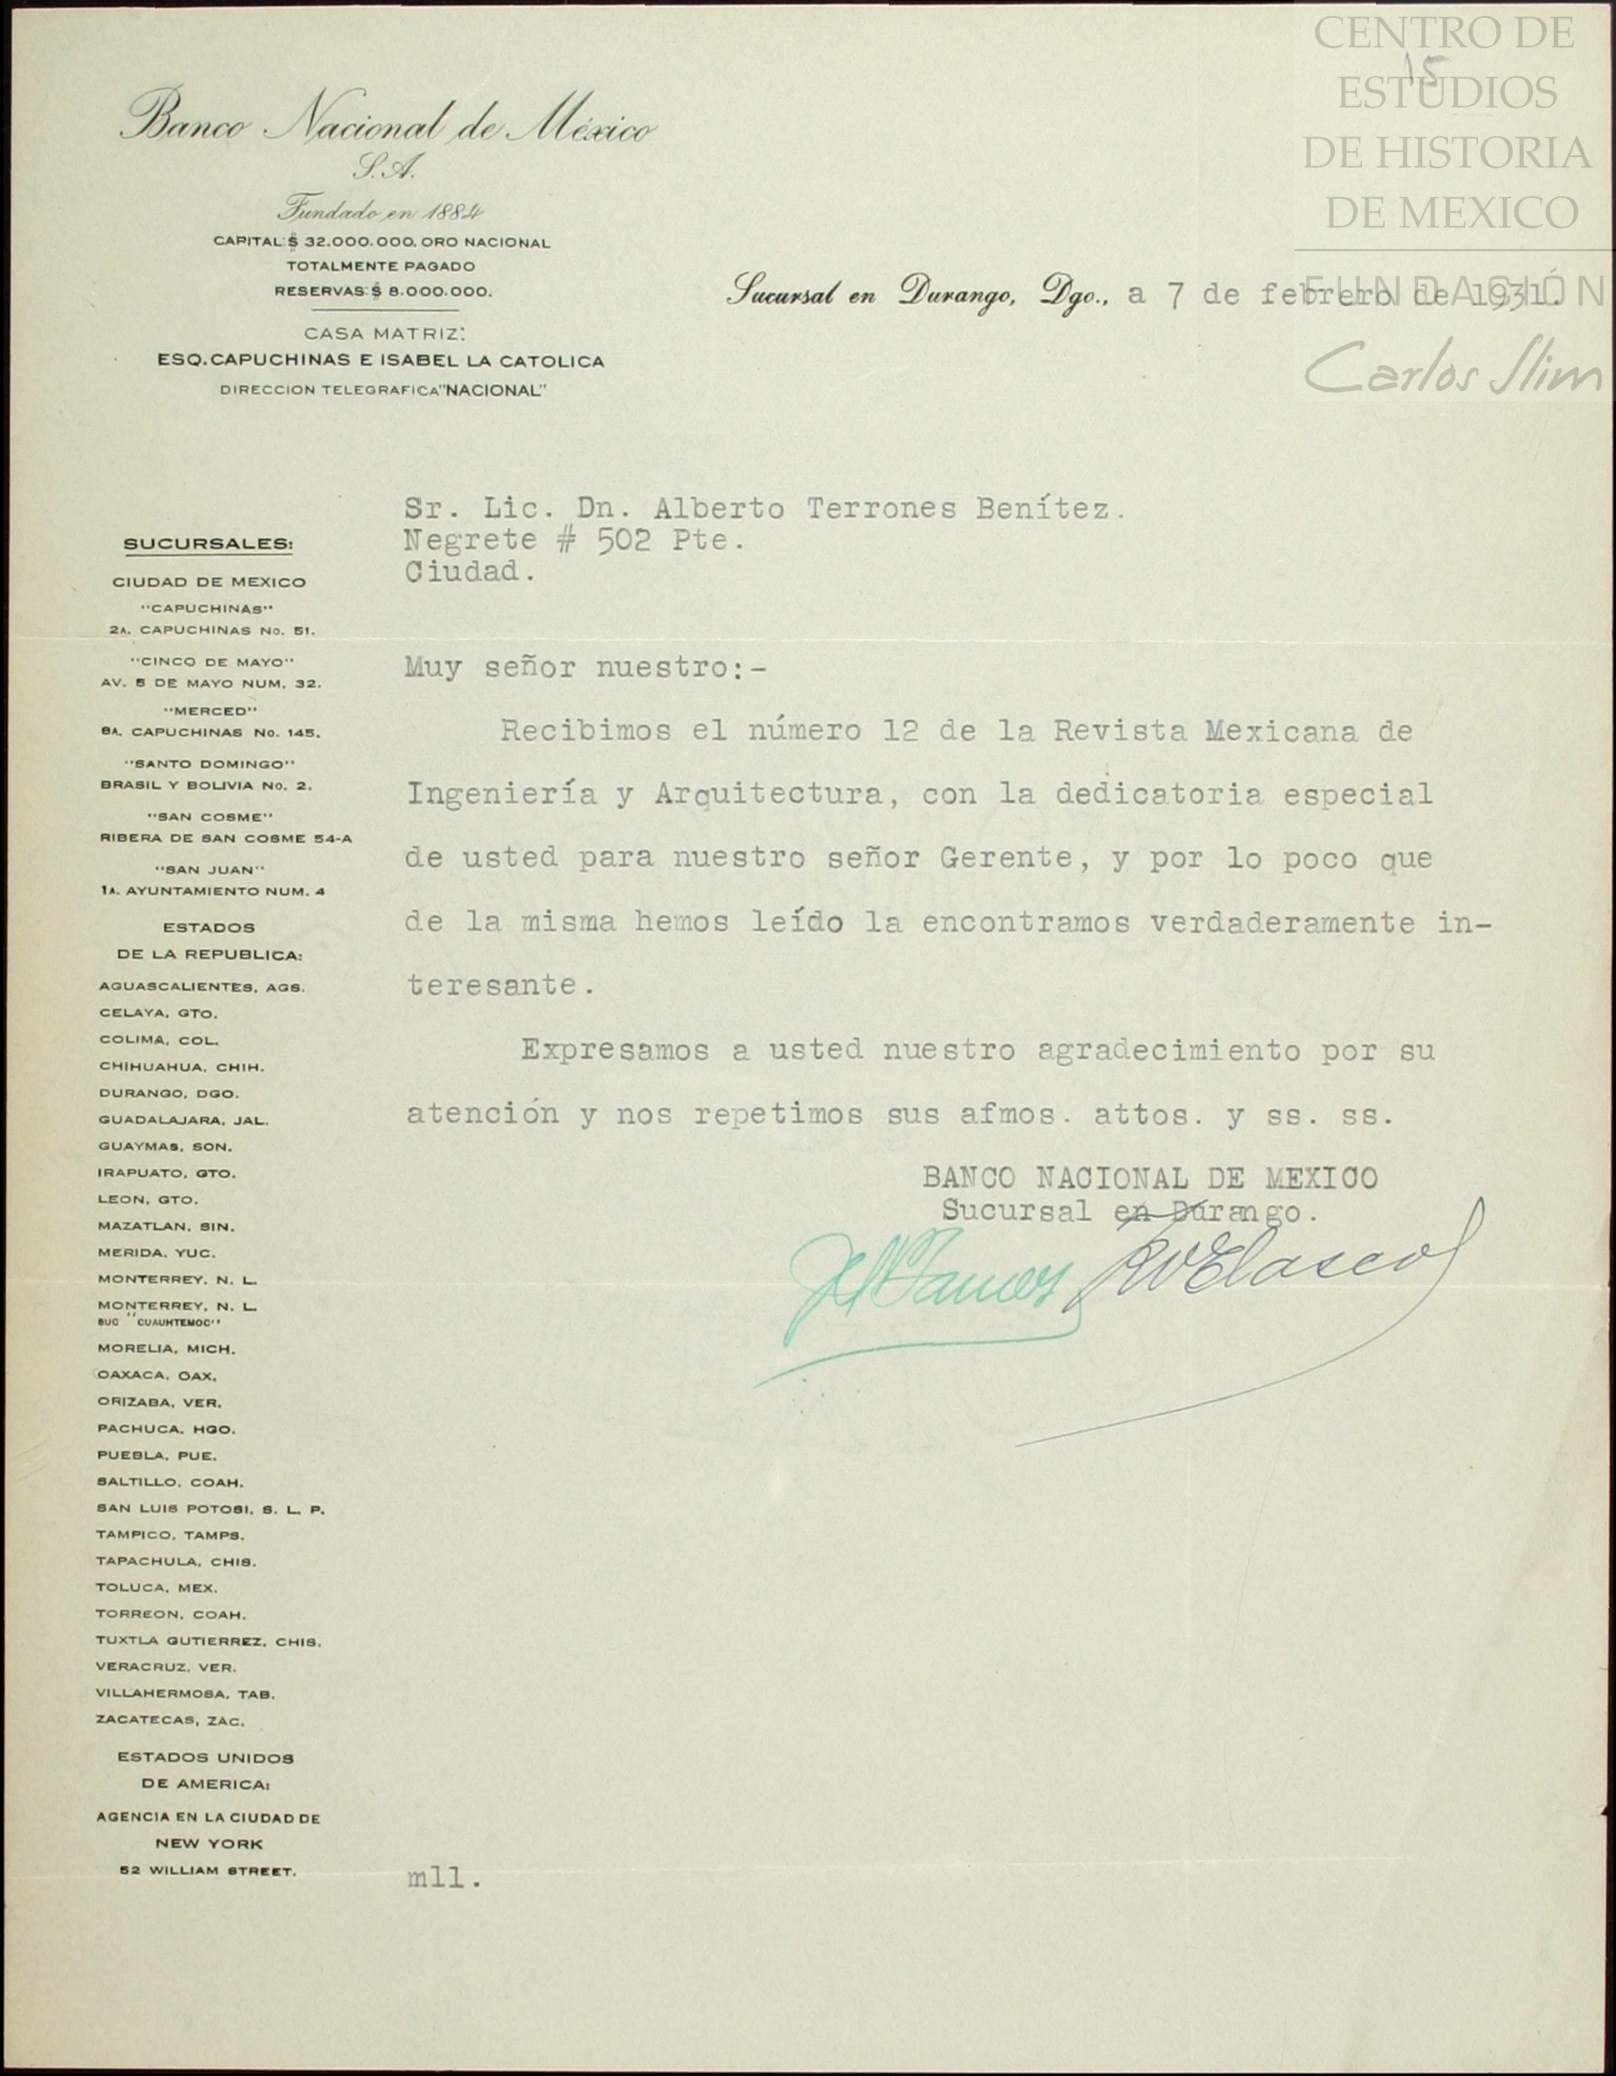 CENTRO DE
ESTUDIOS
DE HISTORIA
DE MEXICO
FUNDACIÓN
Carlos Slim
15
Banco Nacional de México
S.A.
Fundado en 1884
CAPITAL $ 32.000.000. ORO NACIONAL
TOTALMENTE PAGADO
RESERVAS $ 8.000.000.
CASA MATRIZ:
ESQ. CAPUCHINAS E ISABEL LA CATOLICA
DIRECCION TELEGRAFICA "NACIONAL"
Sucursal en Durango, Dgo., a 7 de febrero de 1931.
Sr. Lic. Dn. Alberto Terrones Benítez.
Negrete # 502 Pte.
Ciudad.
Muy señor nuestro:-
Recibimos el número 12 de la Revista Mexicana de
Ingeniería y Arquitectura, con la dedicatoria especial
de usted para nuestro señor Gerente, y por lo poco que
de la misma hemos leído la encontramos verdaderamente in-
teresante.
Expresamos a usted nuestro agradecimiento por su
atención y nos repetimos sus afmos. attos. y ss. ss.
BANCO NACIONAL DE MEXICO
Sucursal en Durango.
mll.
SUCURSALES:
CIUDAD DE MEXICO
"CAPUCHINAS"
2A. CAPUCHINAS No. 51.
"CINCO DE MAYO"
AV. 5 DE MAYO NUM. 32.
"MERCED"
8A. CAPUCHINAS No. 145.
"SANTO DOMINGO"
BRASIL Y BOLIVIA No. 2.
"SAN COSME"
RIBERA DE SAN COSME 54-A
"SAN JUAN"
1A. AYUNTAMIENTO NUM. 4
ESTADOS
DE LA REPUBLICA:
AGUASCALIENTES, AGS.
CELAYA, GTO.
COLIMA, COL.
CHIHUAHUA, CHIH.
DURANGO, DGO.
GUADALAJARA, JAL.
GUAYMAS, SON.
IRAPUATO, GTO.
LEON, GTO.
MAZATLAN, SIN.
MERIDA, YUC.
MONTERREY, N. L.
MONTERREY, N. L.
SUC "CUAUHTEMOC"
MORELIA, MICH.
OAXACA, OAX.
ORIZABA, VER.
PACHUCA, HGO.
PUEBLA, PUE.
SALTILLO, COAH.
SAN LUIS POTOSI, S. L. P.
TAMPICO, TAMPS.
TAPACHULA, CHIS.
TOLUCA, MEX.
TORREON, COAH.
TUXTLA GUTIERREZ, CHIS.
VERACRUZ, VER.
VILLAHERMOSA, TAB.
ZACATECAS, ZAC.
ESTADOS UNIDOS
DE AMERICA:
AGENCIA EN LA CIUDAD DE
NEW YORK
52 WILLIAM STREET.